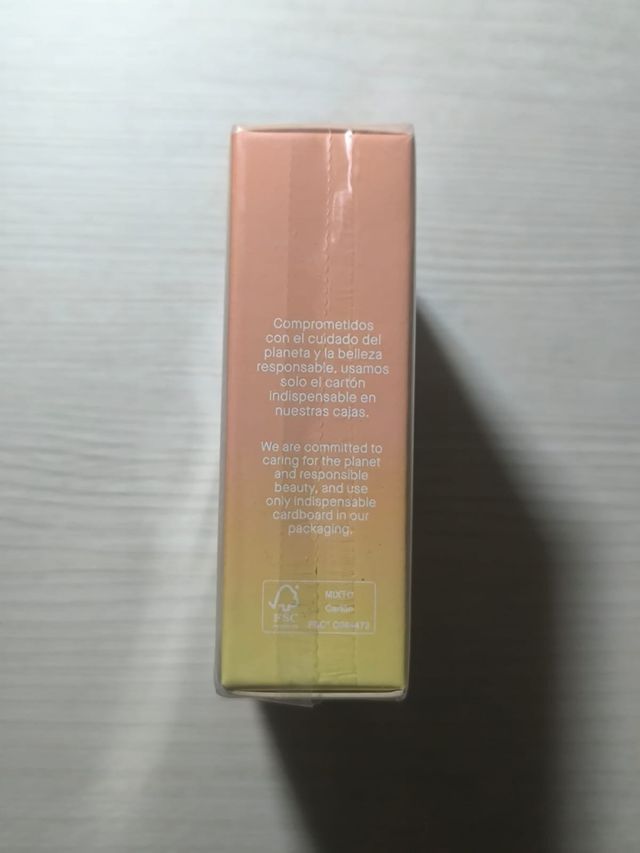 Comprometidos
con el cuidado del
planeta y la belleza
responsable, usamos
solo el cartón
indispensable en
nuestras cajas.
We are committed to
caring for the planet
and responsible
beauty, and use
only indispensable
cardboard in our
packaging.
FSC
MIXTO
Cartón
FSC®